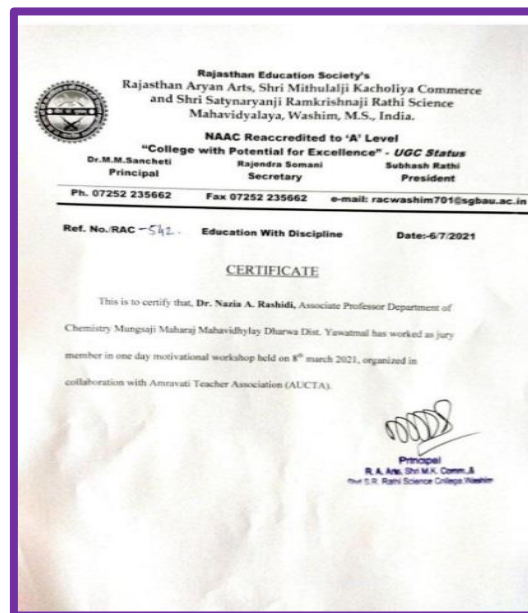 Rajasthan Education Society's
Rajasthan Aryan Arts, Shri Mithulalji Kacholiya Commerce
and Shri Satynaryanji Ramkrishnaji Rathi Science
Mahavidyalaya, Washim, M.S., India.
NAAC Reaccredited to 'A' Level
"College with Potential for Excellence" - UGC Status
Dr.M.M.Sancheti Rajendra Somani Subhash Rathi
Principal Secretary President
Ph. 07252 235662 Fax 07252 235662 e-mail: racwashim701@sgbau.ac.in
Ref. No./RAC -542. Education With Discipline Date:-6/7/2021
CERTIFICATE
This is to certify that, Dr. Nazia A. Rashidi, Associate Professor Department of
Chemistry Mungsaji Maharaj Mahavidhylay Dharwa Dist. Yawatmal has worked as jury
member in one day motivational workshop held on 8th march 2021, organized in
collaboration with Amravati Teacher Association (AUCTA).
Principal
R. A. Arts, Shri M.K. Comm.&
Shri S.R. Rathi Science College,Washim